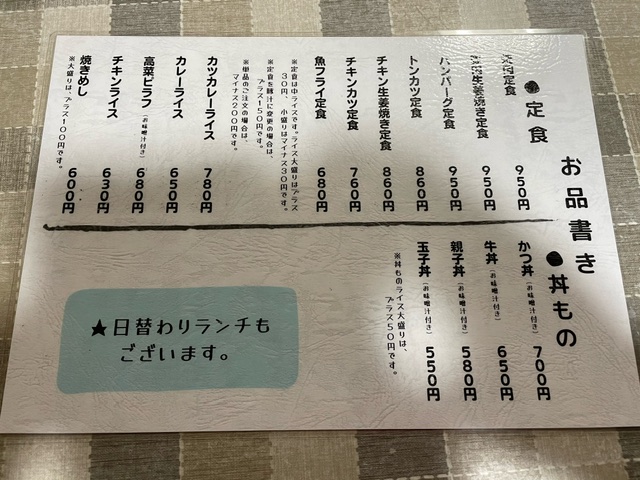 お品書き
●定食
定食 950円
生姜焼き定食 950円
ハンバーグ定食 950円
トンカツ定食 860円
チキン生姜焼き定食 860円
チキンカツ定食 760円
魚フライ定食 680円
※定食は中ライスです。ライス大盛りはプラス
30円、小盛りはマイナス30円です。
※定食を豚汁に変更の場合は、
プラス150円です。
※単品のご注文の場合は、
マイナス200円です。
カツカレーライス 780円
カレーライス 650円
高菜ピラフ(お味噌汁付き) 680円
チキンライス 630円
焼きめし 600円
※大盛りは、プラス100円です。
●丼もの
かつ丼(お味噌汁付き) 700円
牛丼(お味噌汁付き) 650円
親子丼(お味噌汁付き) 580円
玉子丼(お味噌汁付き) 550円
※丼ものライス大盛りは、
プラス50円です。
★日替わりランチも
ございます。